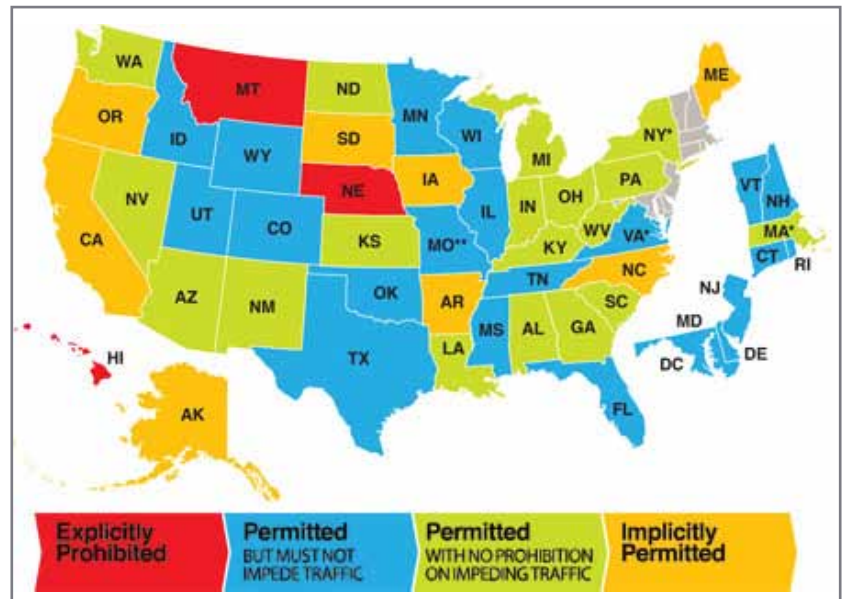 WA
MT
ND
MN
ME
OR
ID
WY
SD
WI
MI
NY*
NV
UT
CO
NE
IA
IL
IN
OH
PA
WV
VA*
VT
NH
MA*
CT
RI
CA
AZ
NM
KS
MO**
KY
NC
TN
OK
AR
SC
NJ
MD
DE
DC
TX
LA
MS
AL
GA
FL
HI
AK
Explicitly
Prohibited
Permitted
BUT MUST NOT
IMPEDE TRAFFIC
Permitted
WITH NO PROHIBITION
ON IMPEDING TRAFFIC
Implicitly
Permitted